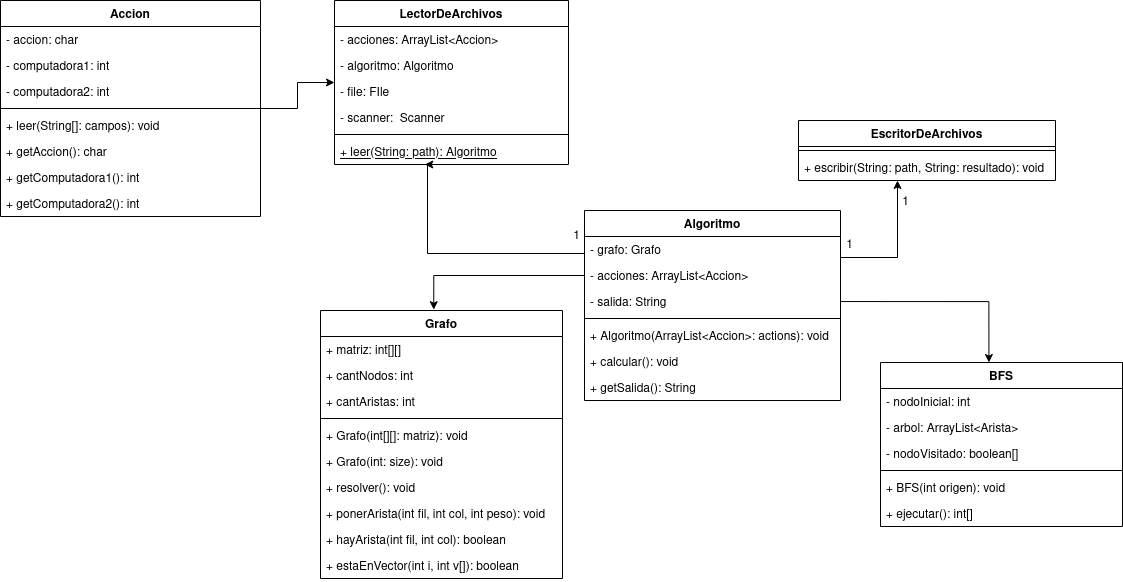 Accion
- accion: char
- computadora1: int
- computadora2: int
+ leer(String[]: campos): void
+ getAccion(): char
+ getComputadora1(): int
+ getComputadora2(): int
LectorDeArchivos
- acciones: ArrayList<Accion>
- algoritmo: Algoritmo
- file: FIle
- scanner: Scanner
+ leer(String: path): Algoritmo
EscritorDeArchivos
+ escribir(String: path, String: resultado): void
1
1
1
Algoritmo
- grafo: Grafo
- acciones: ArrayList<Accion>
- salida: String
+ Algoritmo(ArrayList<Accion>: actions): void
+ calcular(): void
+ getSalida(): String
Grafo
+ matriz: int[][]
+ cantNodos: int
+ cantAristas: int
+ Grafo(int[][]: matriz): void
+ Grafo(int: size): void
+ resolver(): void
+ ponerArista(int fil, int col, int peso): void
+ hayArista(int fil, int col): boolean
+ estaEnVector(int i, int v[]): boolean
BFS
- nodoInicial: int
- arbol: ArrayList<Arista>
- nodoVisitado: boolean[]
+ BFS(int origen): void
+ ejecutar(): int[]